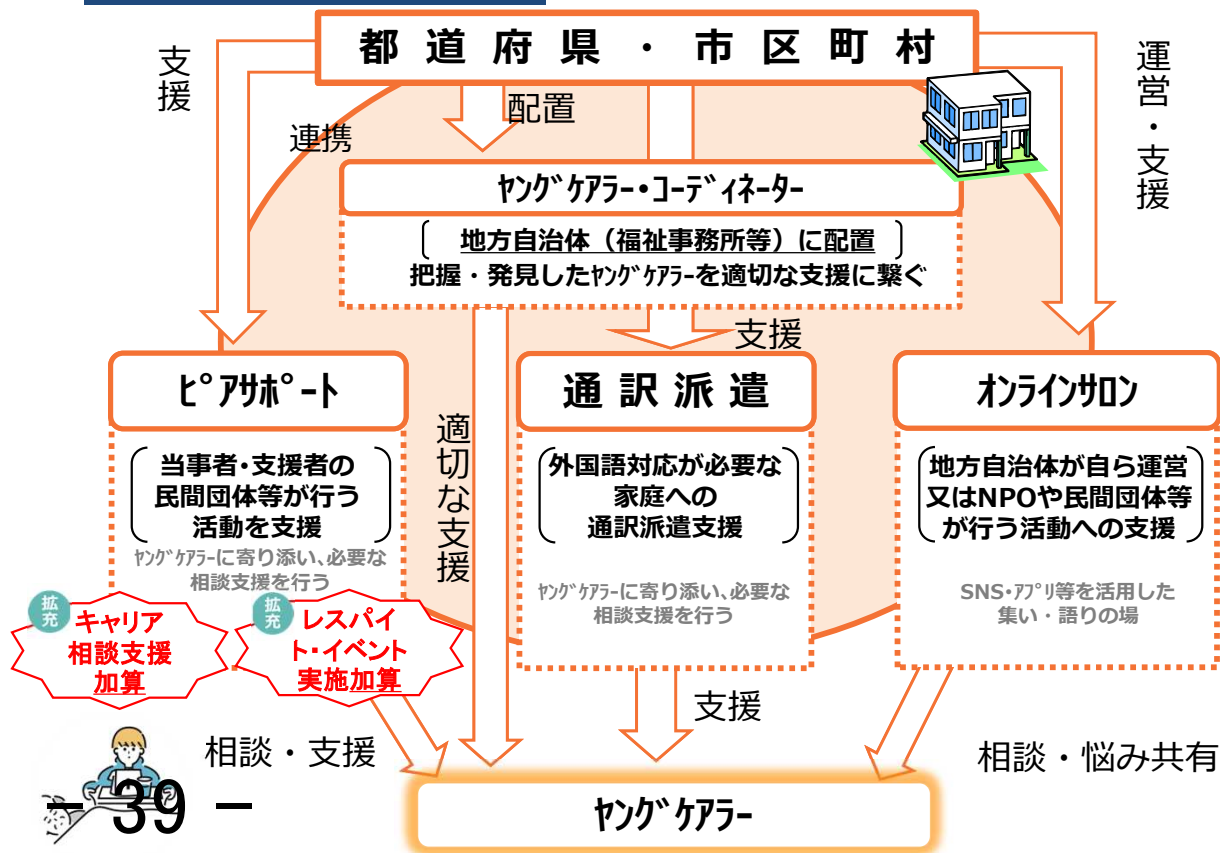 都道府県・市区町村
支援
配置
連携
運営・支援
ﾔﾝｸﾞｹｱﾗｰ・ｺｰﾃﾞｨﾈｰﾀｰ
地方自治体（福祉事務所等）に配置
把握・発見したﾔﾝｸﾞｹｱﾗｰを適切な支援に繋ぐ
支援
ﾋﾟｱｻﾎﾟｰﾄ
当事者・支援者の
民間団体等が行う
活動を支援
ﾔﾝｸﾞｹｱﾗｰに寄り添い、必要な
相談支援を行う
適切な支援
通訳派遣
外国語対応が必要な
家庭への
通訳派遣支援
ﾔﾝｸﾞｹｱﾗｰに寄り添い、必要な
相談支援を行う
ｵﾝﾗｲﾝｻﾛﾝ
地方自治体が自ら運営
又はNPOや民間団体等
が行う活動への支援
SNS・ｱﾌﾟﾘ等を活用した
集い・語りの場
拡充
キャリア
相談支援
加算
拡充
レスパイ
ト・イベント
実施加算
相談・支援
支援
相談・悩み共有
ﾔﾝｸﾞｹｱﾗｰ
－ 39 －